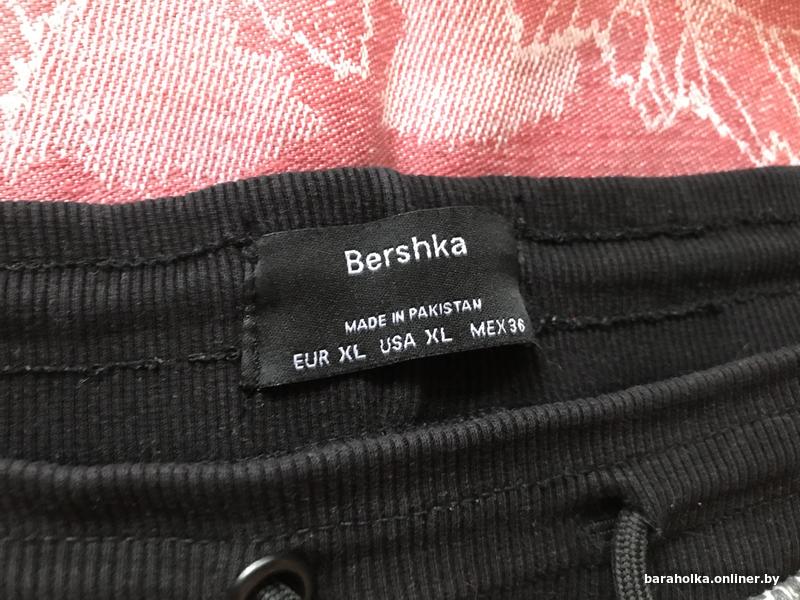 Bershka
MADE IN PAKISTAN
EUR XL USA XL MEX 36
baraholka.onliner.by